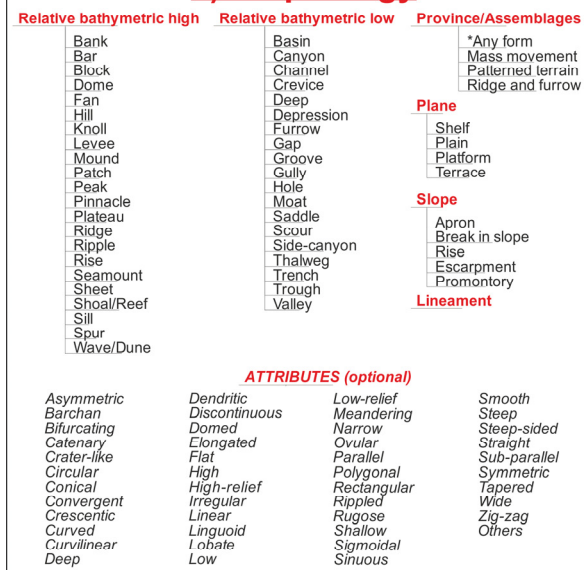 Relative bathymetric high
Bank
Bar
Block
Dome
Fan
Hill
Knoll
Levee
Mound
Patch
Peak
Pinnacle
Plateau
Ridge
Ripple
Rise
Seamount
Sheet
Shoal/Reef
Sill
Spur
Wave/Dune
Relative bathymetric low
Basin
Canyon
Channel
Crevice
Deep
Depression
Furrow
Gap
Groove
Gully
Hole
Moat
Saddle
Scour
Side-canyon
Thalweg
Trench
Trough
Valley
Province/Assemblages
*Any form
Mass movement
Patterned terrain
Ridge and furrow
Plane
Shelf
Plain
Platform
Terrace
Slope
Apron
Break in slope
Rise
Escarpment
Promontory
Lineament
ATTRIBUTES (optional)
Asymmetric
Barchan
Bifurcating
Catenary
Crater-like
Circular
Conical
Convergent
Crescentic
Curved
Curvilinear
Deep
Dendritic
Discontinuous
Domed
Elongated
Flat
High
High-relief
Irregular
Linear
Linguoid
Lobate
Low
Low-relief
Meandering
Narrow
Ovular
Parallel
Polygonal
Rectangular
Rippled
Rugose
Shallow
Sigmoidal
Sinuous
Smooth
Steep
Steep-sided
Straight
Sub-parallel
Symmetric
Tapered
Wide
Zig-zag
Others